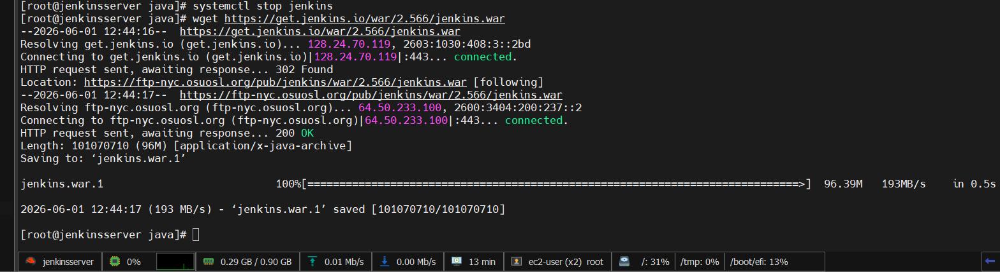 [root@jenkinsserver java]# systemctl stop jenkins
[root@jenkinsserver java]# wget https://get.jenkins.io/war/2.566/jenkins.war
--2026-06-01 12:44:16--  https://get.jenkins.io/war/2.566/jenkins.war
Resolving get.jenkins.io (get.jenkins.io)... 128.24.70.119, 2603:1030:408:3::2bd
Connecting to get.jenkins.io (get.jenkins.io)|128.24.70.119|:443... connected.
HTTP request sent, awaiting response... 302 Found
Location: https://ftp-nyc.osuosl.org/pub/jenkins/war/2.566/jenkins.war [following]
--2026-06-01 12:44:17--  https://ftp-nyc.osuosl.org/pub/jenkins/war/2.566/jenkins.war
Resolving ftp-nyc.osuosl.org (ftp-nyc.osuosl.org)... 64.50.233.100, 2600:3404:200:237::2
Connecting to ftp-nyc.osuosl.org (ftp-nyc.osuosl.org)|64.50.233.100|:443... connected.
HTTP request sent, awaiting response... 200 OK
Length: 101070710 (96M) [application/x-java-archive]
Saving to: ‘jenkins.war.1’
jenkins.war.1                           100%[=============================================================================>]  96.39M   193MB/s    in 0.5s
2026-06-01 12:44:17 (193 MB/s) - ‘jenkins.war.1’ saved [101070710/101070710]
[root@jenkinsserver java]#
jenkinsserver 0% 0.29 GB / 0.90 GB 0.01 Mb/s 0.00 Mb/s 13 min ec2-user (x2) root /: 31% /tmp: 0% /boot/efi: 13%